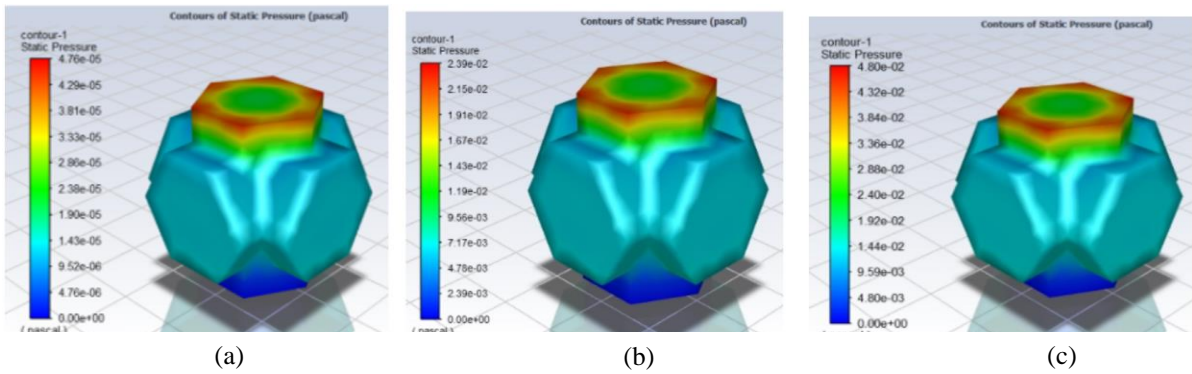 Contours of Static Pressure (pascal)
contour-1
Static Pressure
4.76e-05
4.29e-05
3.81e-05
3.33e-05
2.86e-05
2.38e-05
1.90e-05
1.43e-05
9.52e-06
4.76e-06
0.00e+00
(pascal)
(a)
Contours of Static Pressure (pascal)
contour-1
Static Pressure
2.39e-02
2.15e-02
1.91e-02
1.67e-02
1.43e-02
1.19e-02
9.56e-03
7.17e-03
4.78e-03
2.39e-03
0.00e+00
(b)
Contours of Static Pressure (pascal)
contour-1
Static Pressure
4.80e-02
4.32e-02
3.84e-02
3.36e-02
2.88e-02
2.40e-02
1.92e-02
1.44e-02
9.59e-03
4.80e-03
0.00e+00
(c)